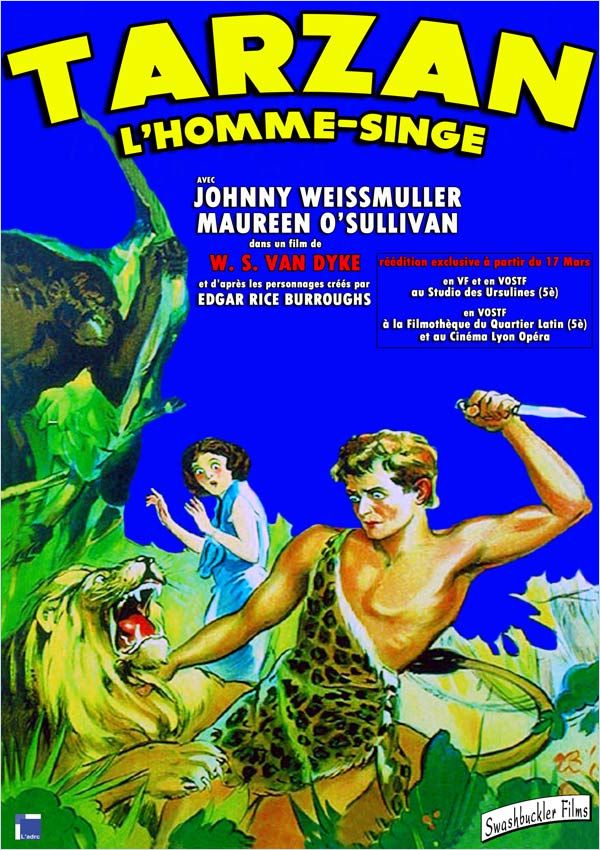 TARZAN
L'HOMME-SINGE
AVEC
JOHNNY WEISSMULLER
MAUREEN O'SULLIVAN
dans un film de
W. S. VAN DYKE
et d'après les personnages créés par
EDGAR RICE BURROUGHS
réédition exclusive à partir du 17 Mars
en VF et en VOSTF
au Studio des Ursulines (5è)
en VOSTF
à la Filmothèque du Quartier Latin (5è)
et au Cinéma Lyon Opéra
L'adrc
Swashbuckler Films